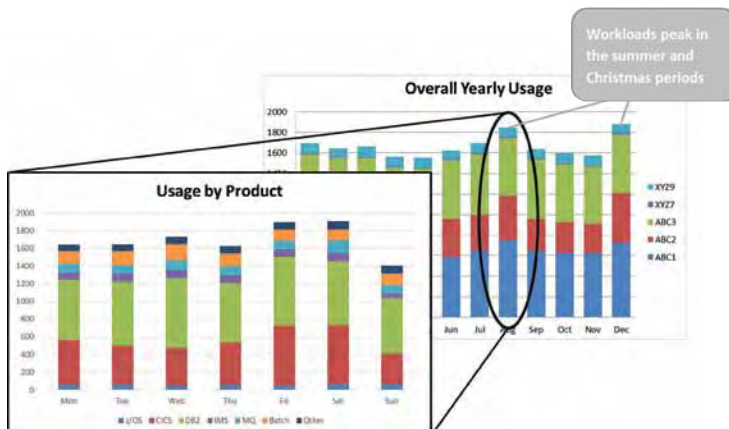 Workloads peak in
the summer and
Christmas periods
Overall Yearly Usage
2000
1800
1600
1400
XYZ9
XYZ7
ABC3
ABC2
ABC1
Jun Jul Aug Sep Oct Nov Dec
Usage by Product
2000
1800
1600
1400
1200
1000
800
600
400
200
0
Mon Tue Wed Thu Fri Sat Sun
z/OS CICS DB2 IMS MQ Batch Other